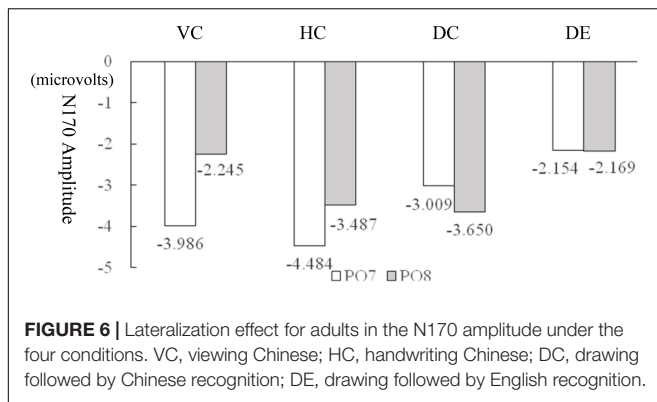 VC HC DC DE
0
(microvolts)
-1
-2
-3
-4
-5
N170 Amplitude
-2.245
-2.154 -2.169
-3.009
-3.487
-3.650
-3.986
-4.484
PO7 PO8
FIGURE 6 | Lateralization effect for adults in the N170 amplitude under the
four conditions. VC, viewing Chinese; HC, handwriting Chinese; DC, drawing
followed by Chinese recognition; DE, drawing followed by English recognition.